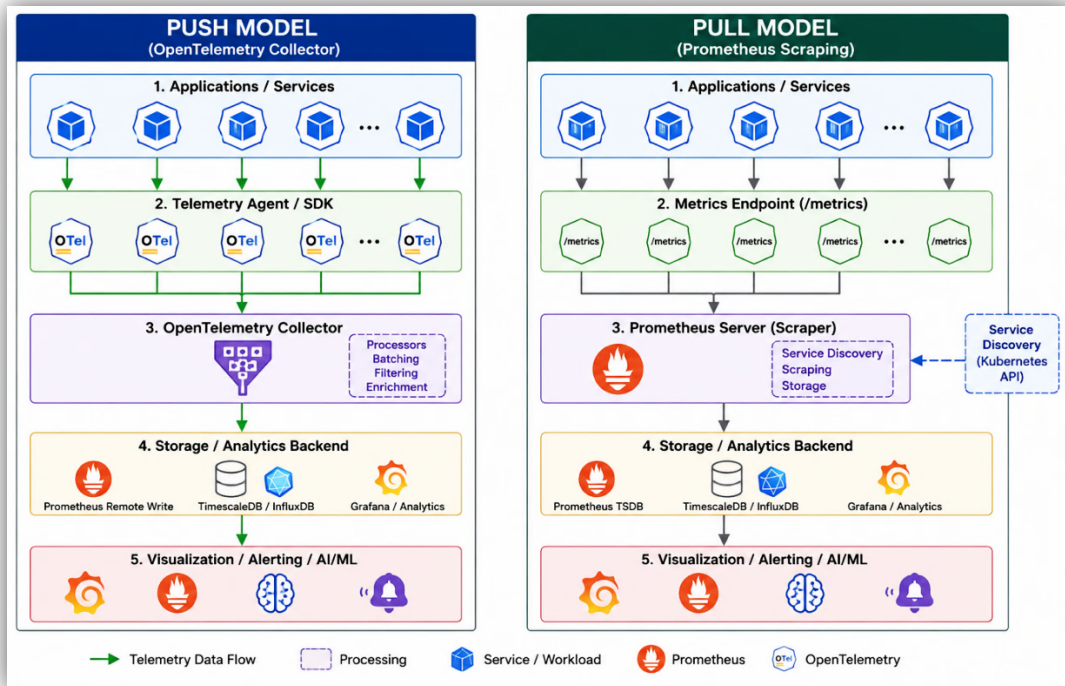 PUSH MODEL
(OpenTelemetry Collector)
1. Applications / Services
...
2. Telemetry Agent / SDK
OTel OTel OTel OTel ... OTel
3. OpenTelemetry Collector
Processors
Batching
Filtering
Enrichment
4. Storage / Analytics Backend
Prometheus Remote Write TimescaleDB / InfluxDB Grafana / Analytics
5. Visualization / Alerting / AI/ML
PULL MODEL
(Prometheus Scraping)
1. Applications / Services
...
2. Metrics Endpoint (/metrics)
/metrics /metrics /metrics /metrics ... /metrics
3. Prometheus Server (Scraper)
Service Discovery
Scraping
Storage
Service
Discovery
(Kubernetes
API)
4. Storage / Analytics Backend
Prometheus TSDB TimescaleDB / InfluxDB Grafana / Analytics
5. Visualization / Alerting / AI/ML
Telemetry Data Flow Processing Service / Workload Prometheus OTel OpenTelemetry